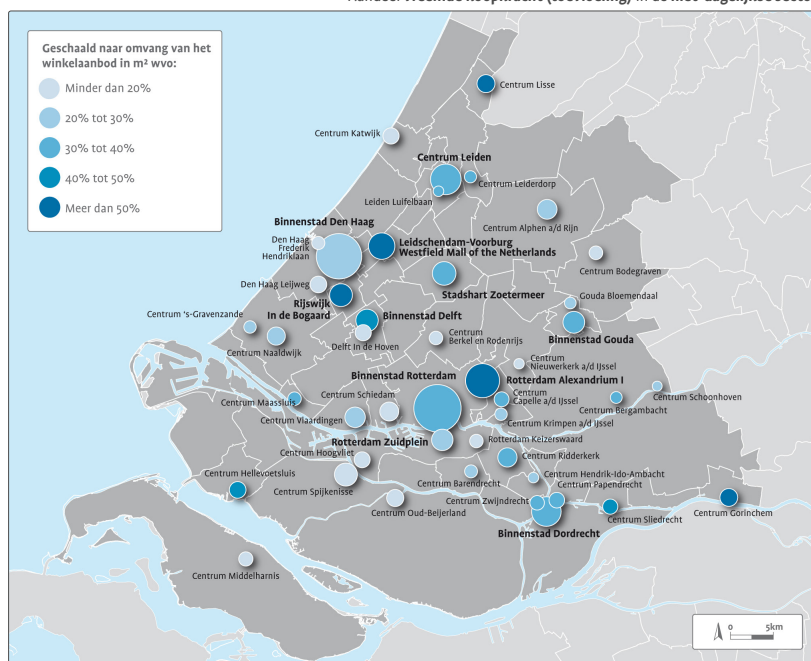 Geschaald naar omvang van het
winkelaanbod in m² wvo:
Minder dan 20%
20% tot 30%
30% tot 40%
40% tot 50%
Meer dan 50%
Centrum Lisse
Centrum Katwijk
Centrum Leiden
Centrum Leiderdorp
Leiden Luifelbaan
Centrum Alphen a/d Rijn
Binnenstad Den Haag
Den Haag
Frederik
Hendriklaan
Leidschendam-Voorburg
Westfield Mall of the Netherlands
Centrum Bodegraven
Den Haag Leijweg
Stadshart Zoetermeer
Gouda Bloemendaal
Rijswijk
In de Bogaard
Centrum 's-Gravenzande
Binnenstad Delft
Binnenstad Gouda
Centrum Naaldwijk
Delft In de Hoven
Centrum
Berkel en Rodenrijs
Centrum
Nieuwerkerk a/d IJssel
Binnenstad Rotterdam
Rotterdam Alexandrium I
Centrum Schoonhoven
Centrum Maassluis
Centrum Schiedam
Centrum
Capelle a/d IJssel
Centrum Bergambacht
Centrum Vlaardingen
Centrum Krimpen a/d IJssel
Rotterdam Zuidplein
Rotterdam Keizerswaard
Centrum Hoogvliet
Centrum Ridderkerk
Centrum Hellevoetsluis
Centrum Barendrecht
Centrum Hendrik-Ido-Ambacht
Centrum Papendrecht
Centrum Spijkenisse
Centrum Oud-Beijerland
Centrum Zwijndrecht
Centrum Sliedrecht
Centrum Gorinchem
Binnenstad Dordrecht
Centrum Middelharnis
0 5km